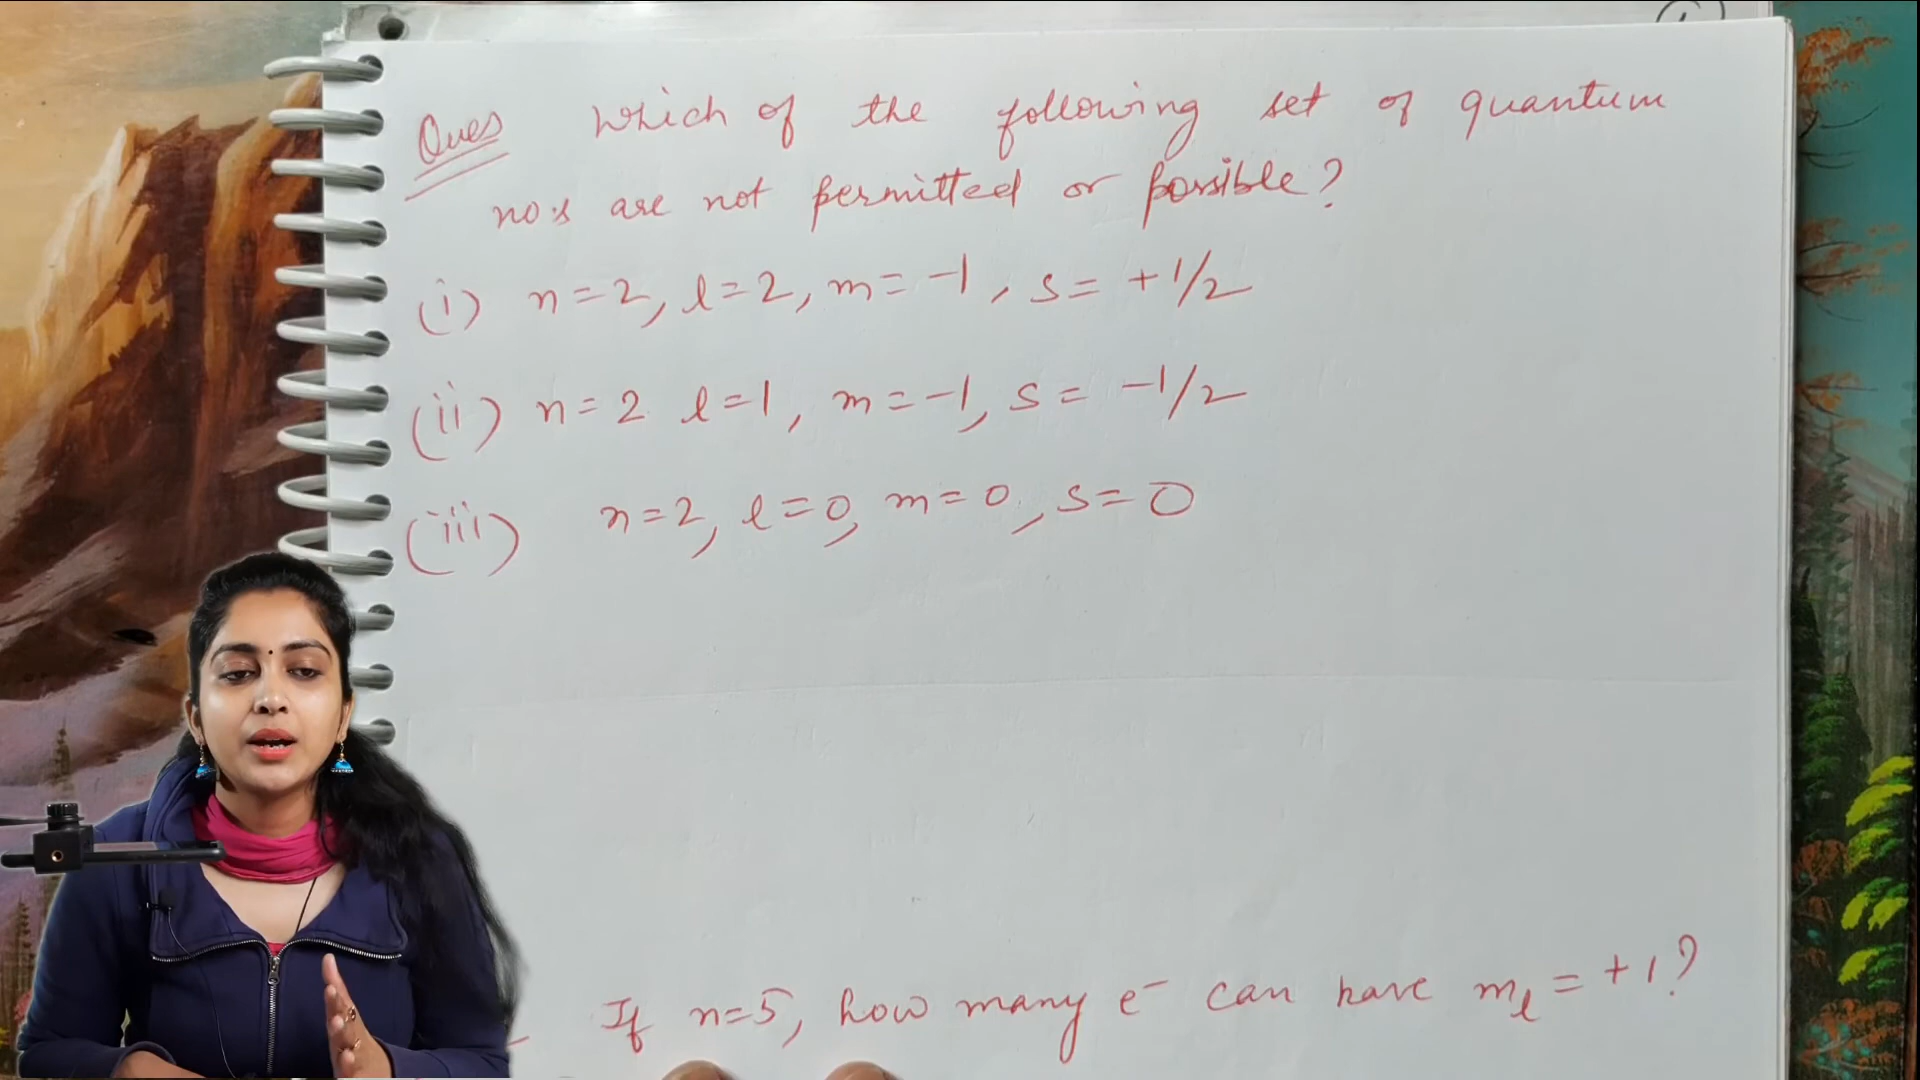 Ques Which of the following set of quantum
no.s are not permitted or possible?
(i) n=2, l=2, m=-1, s=+1/2
(ii) n=2 l=1, m=-1, s=-1/2
(iii) n=2, l=0, m=0, s=0
If n=5, how many e⁻ can have mₗ=+1?